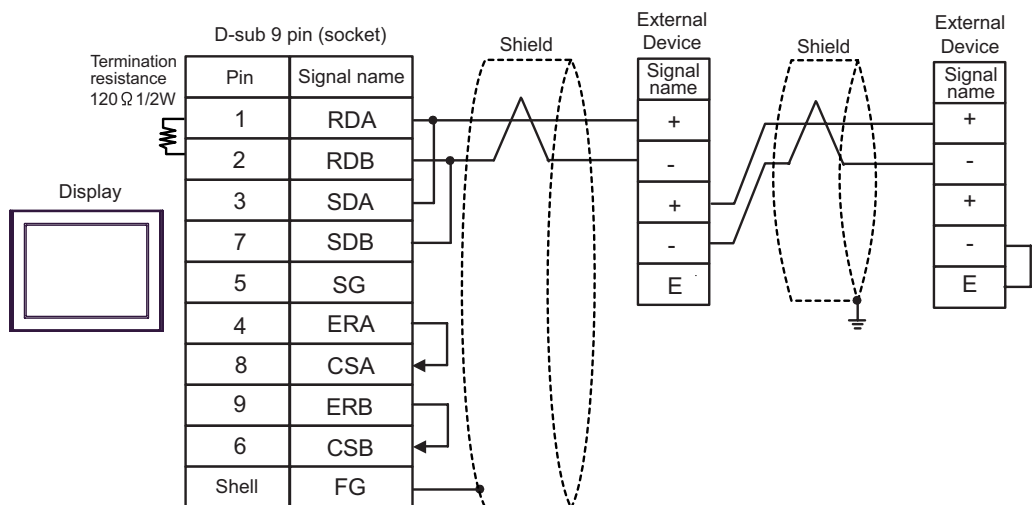 D-sub 9 pin (socket)
Termination
resistance
120 Ω 1/2W
Display
Pin Signal name
1 RDA
2 RDB
3 SDA
7 SDB
5 SG
4 ERA
8 CSA
9 ERB
6 CSB
Shell FG
Shield
External
Device
Signal
name
+
-
+
-
E
Shield
External
Device
Signal
name
+
-
+
-
E